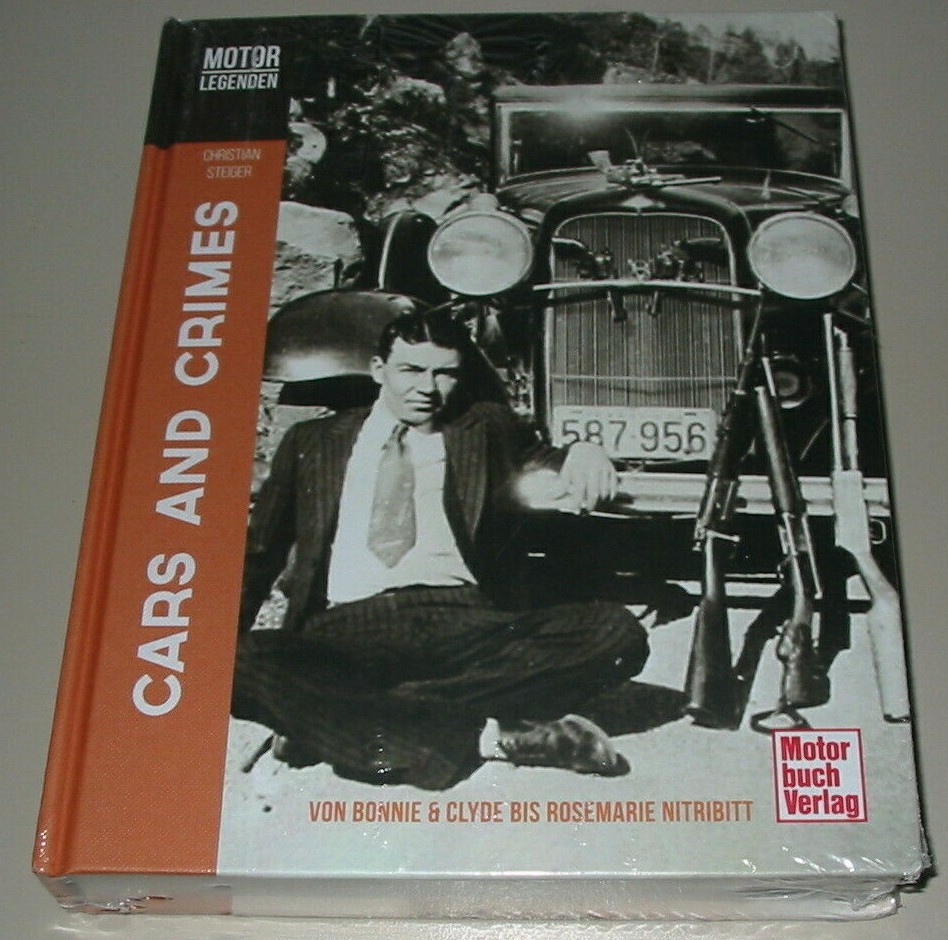 MOTOR
LEGENDEN
CHRISTIAN
STEIGER
CARS AND CRIMES
587·956
VON BONNIE & CLYDE BIS ROSEMARIE NITRIBITT
Motor
buch
Verlag